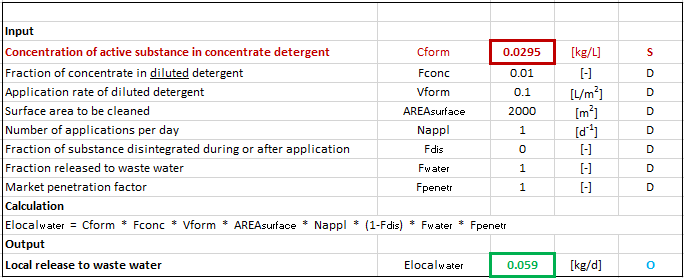 Input
Concentration of active substance in concentrate detergent Cform 0.0295 [kg/L] S
Fraction of concentrate in diluted detergent Fconc 0.01 [-] D
Application rate of diluted detergent Vform 0.1 [L/m²] D
Surface area to be cleaned AREAsurface 2000 [m²] D
Number of applications per day Nappl 1 [d⁻¹] D
Fraction of substance disintegrated during or after application Fdis 0 [-] D
Fraction released to waste water Fwater 1 [-] D
Market penetration factor Fpenetr 1 [-] D
Calculation
Elocalwater = Cform * Fconc * Vform * AREAsurface * Nappl * (1-Fdis) * Fwater * Fpenetr
Output
Local release to waste water Elocalwater 0.059 [kg/d] O